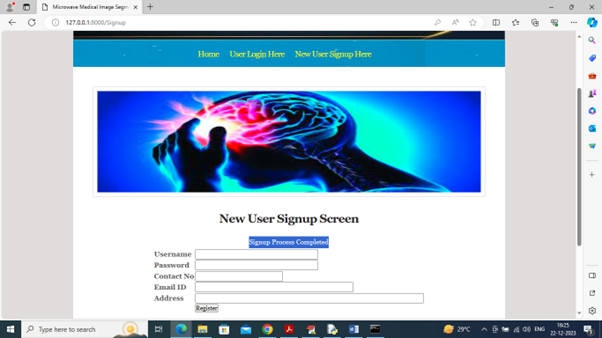 Microwave Medical Image Segm
127.0.0.1:8000/Signup
Home User Login Here New User Signup Here
New User Signup Screen
Signup Process Completed
Username
Password
Contact No
Email ID
Address
Register
Type here to search
29°C
ENG
16:25
22-12-2023